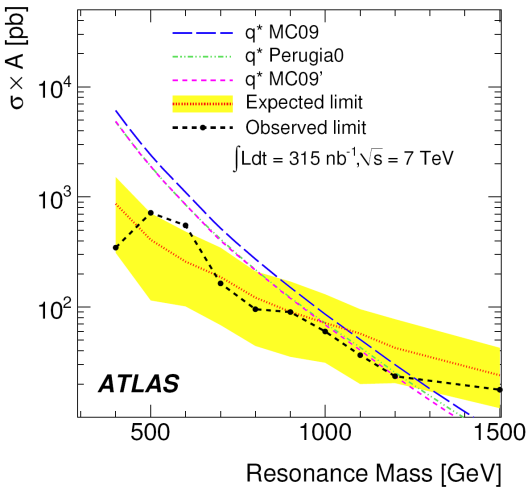 σ × A [pb]
q* MC09
q* Perugia0
q* MC09'
Expected limit
Observed limit
∫Ldt = 315 nb⁻¹,√s = 7 TeV
10⁴
10³
10²
ATLAS
500 1000 1500
Resonance Mass [GeV]